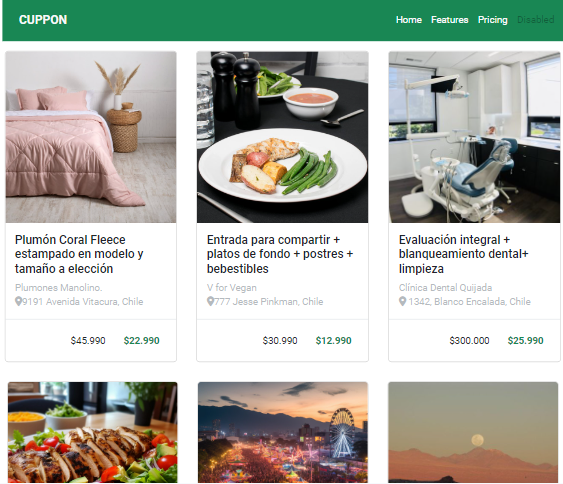 CUPPON
Home Features Pricing Disabled
Plumón Coral Fleece
estampado en modelo y
tamaño a elección
Plumones Manolino.
9191 Avenida Vitacura, Chile
$45.990 $22.990
Entrada para compartir +
platos de fondo + postres +
bebestibles
V for Vegan
777 Jesse Pinkman, Chile
$30.990 $12.990
Evaluación integral +
blanqueamiento dental+
limpieza
Clínica Dental Quijada
1342, Blanco Encalada, Chile
$300.000 $25.990